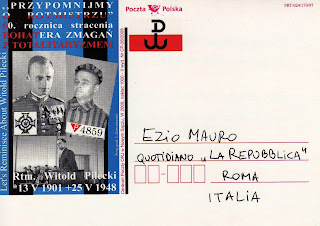 „PRZYPOMNIJMY
O ROTMISTRZU"
0. rocznica stracenia
BOHATERA ZMAGAŃ
Z TOTALITARYZMEM
Let's Reminisce About Witold Pilecki
4859
Rtm. Witold Pilecki
*13 V 1901 +25 V 1948
Poczta Polska
EZIO MAURO
QUOTIDIANO „LA REPUBBLICA"
ROMA
ITALIA